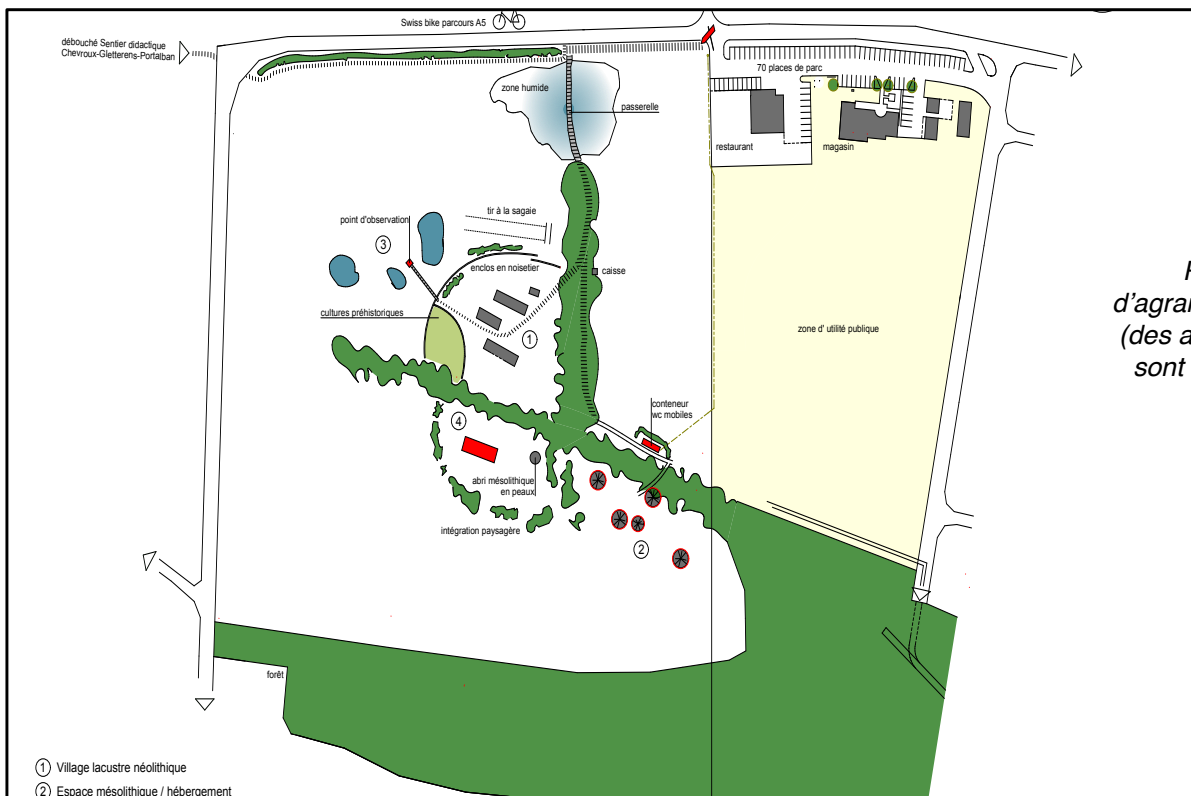 Swiss bike parcours A5
débouché Sentier didactique
Chevroux-Gletterens-Portalban
70 places de parc
zone humide
passerelle
restaurant
magasin
tir à la sagaie
point d'observation
3
enclos en noisetier
caisse
cultures préhistoriques
1
zone d' utilité publique
d'agra
(des a
sont
4
conteneur
wc mobiles
abri mésolithique
en peaux
intégration paysagère
2
forêt
1 Village lacustre néolithique
2 Espace mésolithique / hébergement